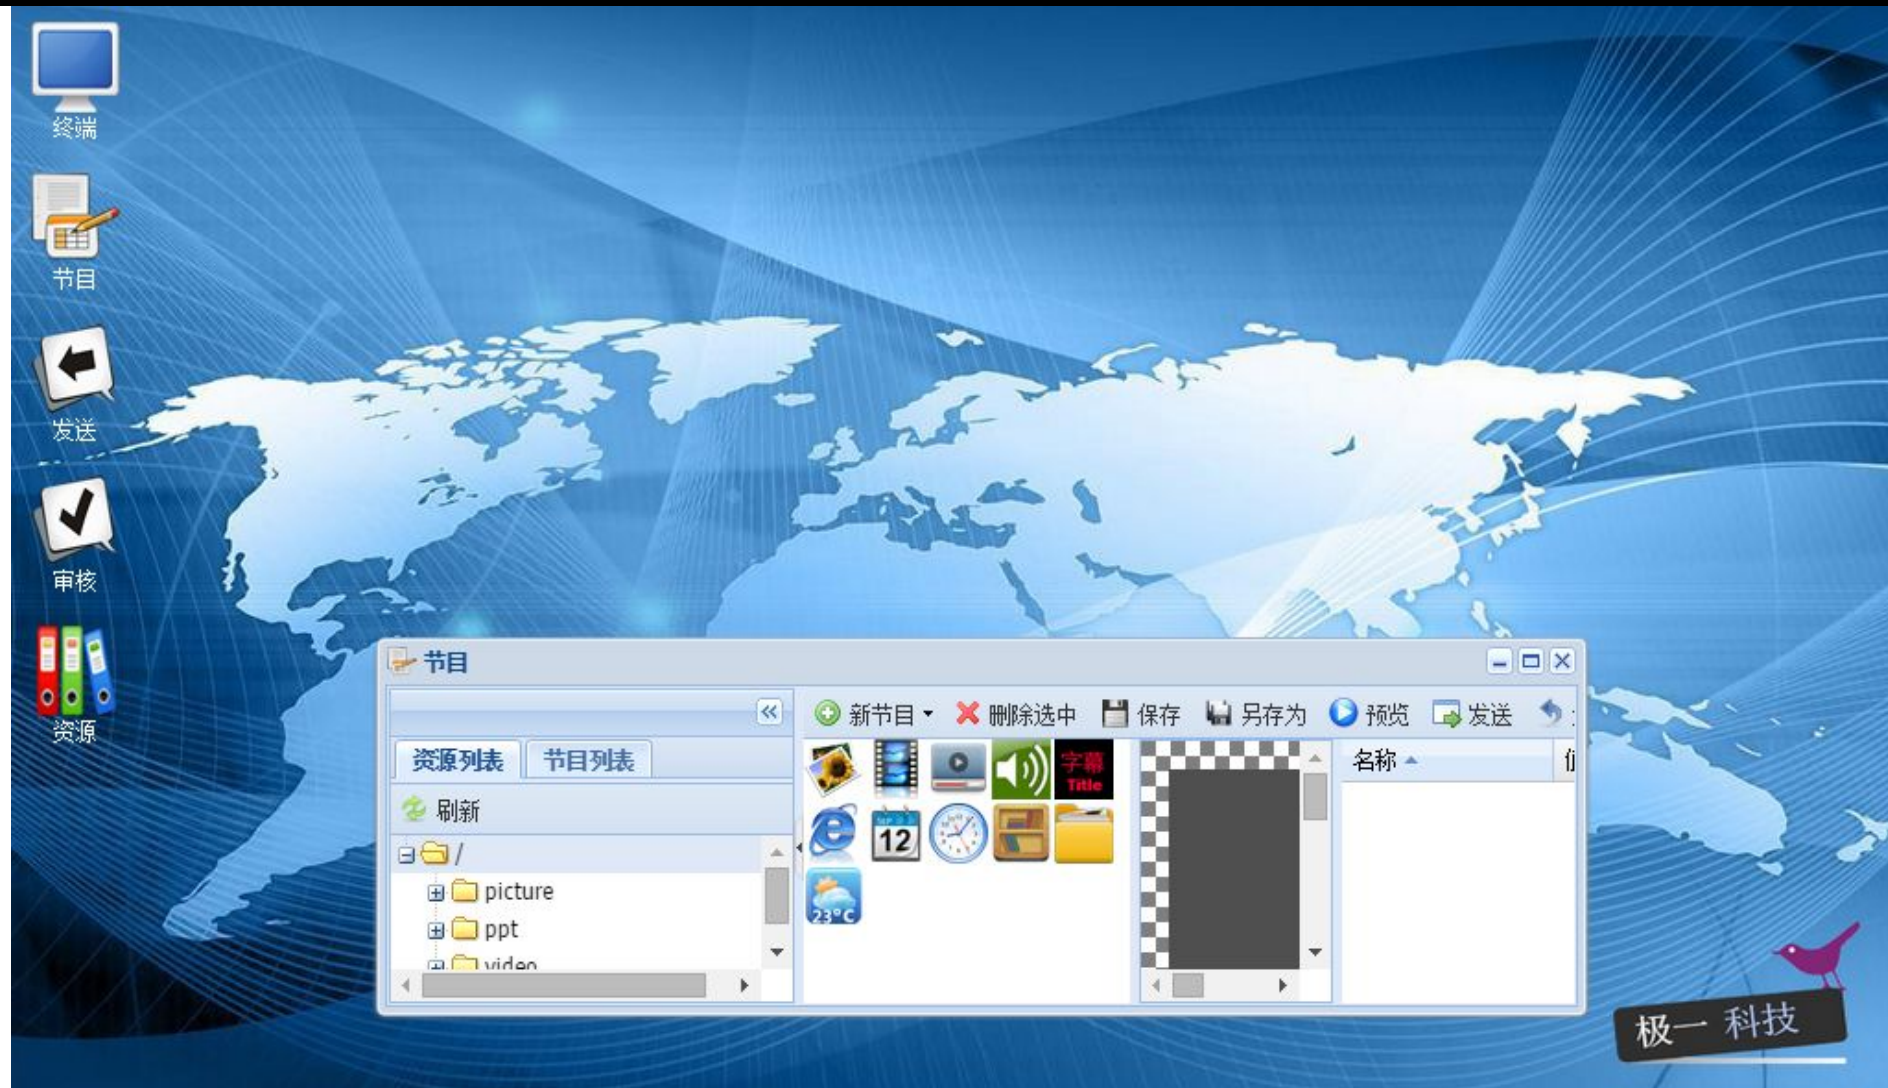 终端
节目
发送
审核
资源
节目
新节目 删除选中 保存 另存为 预览 发送
资源列表 节目列表
刷新
/
picture
ppt
video
字幕
Title
12
23°C
名称
极一 科技